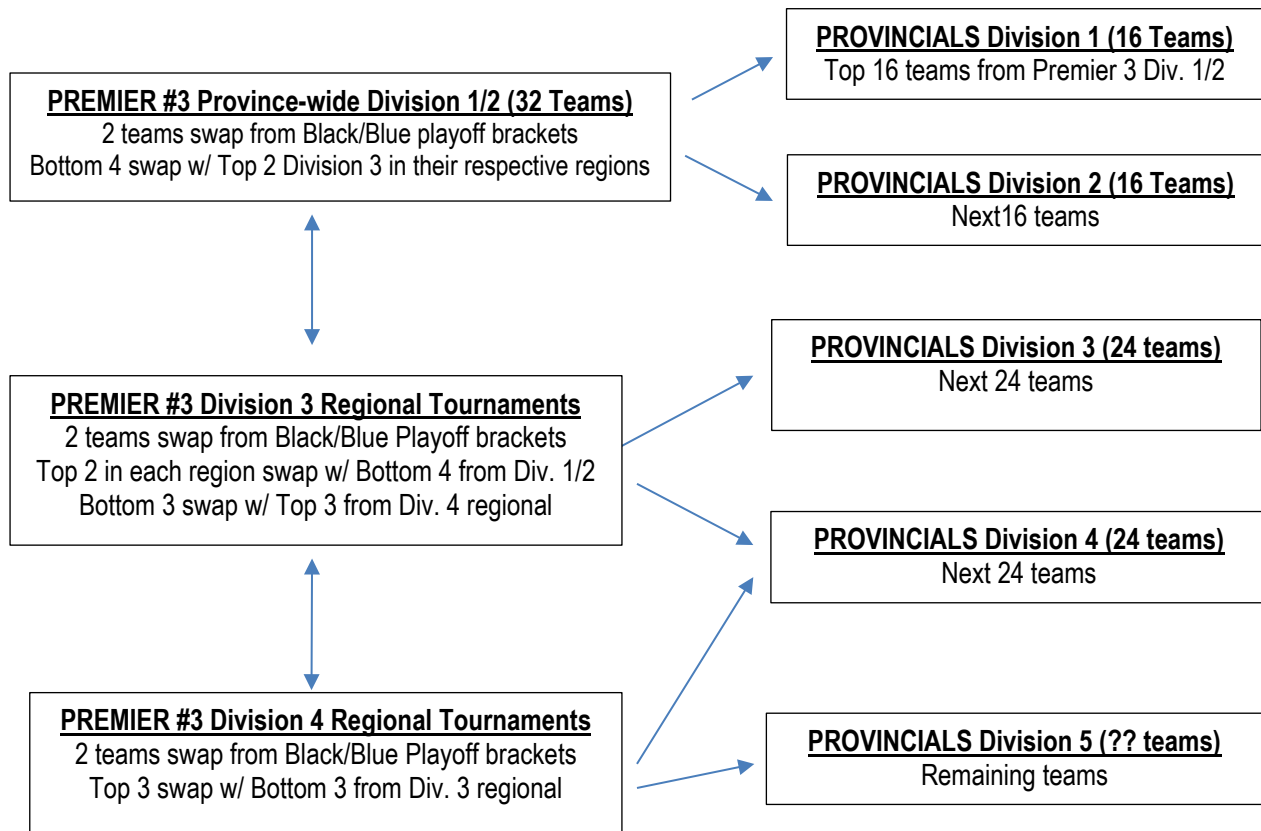 PREMIER #3 Province-wide Division 1/2 (32 Teams)
2 teams swap from Black/Blue playoff brackets
Bottom 4 swap w/ Top 2 Division 3 in their respective regions
PROVINCIALS Division 1 (16 Teams)
Top 16 teams from Premier 3 Div. 1/2
PROVINCIALS Division 2 (16 Teams)
Next16 teams
PREMIER #3 Division 3 Regional Tournaments
2 teams swap from Black/Blue Playoff brackets
Top 2 in each region swap w/ Bottom 4 from Div. 1/2
Bottom 3 swap w/ Top 3 from Div. 4 regional
PROVINCIALS Division 3 (24 teams)
Next 24 teams
PROVINCIALS Division 4 (24 teams)
Next 24 teams
PREMIER #3 Division 4 Regional Tournaments
2 teams swap from Black/Blue Playoff brackets
Top 3 swap w/ Bottom 3 from Div. 3 regional
PROVINCIALS Division 5 (?? teams)
Remaining teams